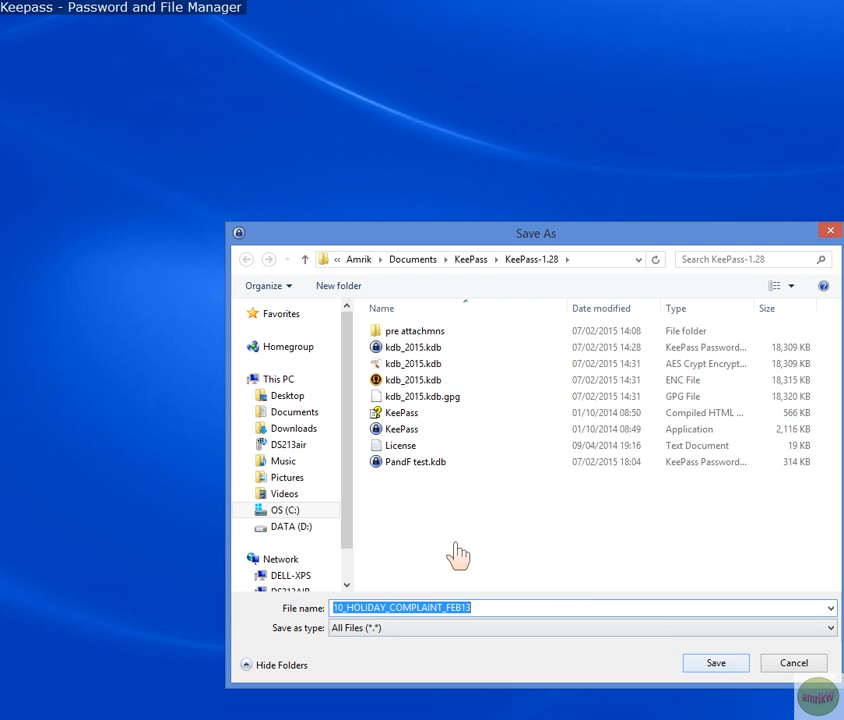 Keepass - Password and File Manager
Save As
« Amrik Documents KeePass KeePass-1.28
Search KeePass-1.28
Organize New folder
Name Date modified Type Size
Favorites
Homegroup
This PC
Desktop
Documents
Downloads
DS213air
Music
Pictures
Videos
OS (C:)
DATA (D:)
Network
DELL-XPS
DS213AIR
pre attachmns 07/02/2015 14:08 File folder
kdb_2015.kdb 07/02/2015 14:28 KeePass Password... 18,309 KB
kdb_2015.kdb 07/02/2015 14:31 AES Crypt Encrypt... 18,309 KB
kdb_2015.kdb 07/02/2015 14:31 ENC File 18,315 KB
kdb_2015.kdb.gpg 07/02/2015 14:31 GPG File 18,320 KB
KeePass 01/10/2014 08:50 Compiled HTML ... 566 KB
KeePass 01/10/2014 08:49 Application 2,116 KB
License 09/04/2014 19:16 Text Document 19 KB
PandF test.kdb 07/02/2015 18:04 KeePass Password... 314 KB
File name: 10_HOLIDAY_COMPLAINT_FEB13
Save as type: All Files (*.*)
Hide Folders
Save Cancel
amrikW